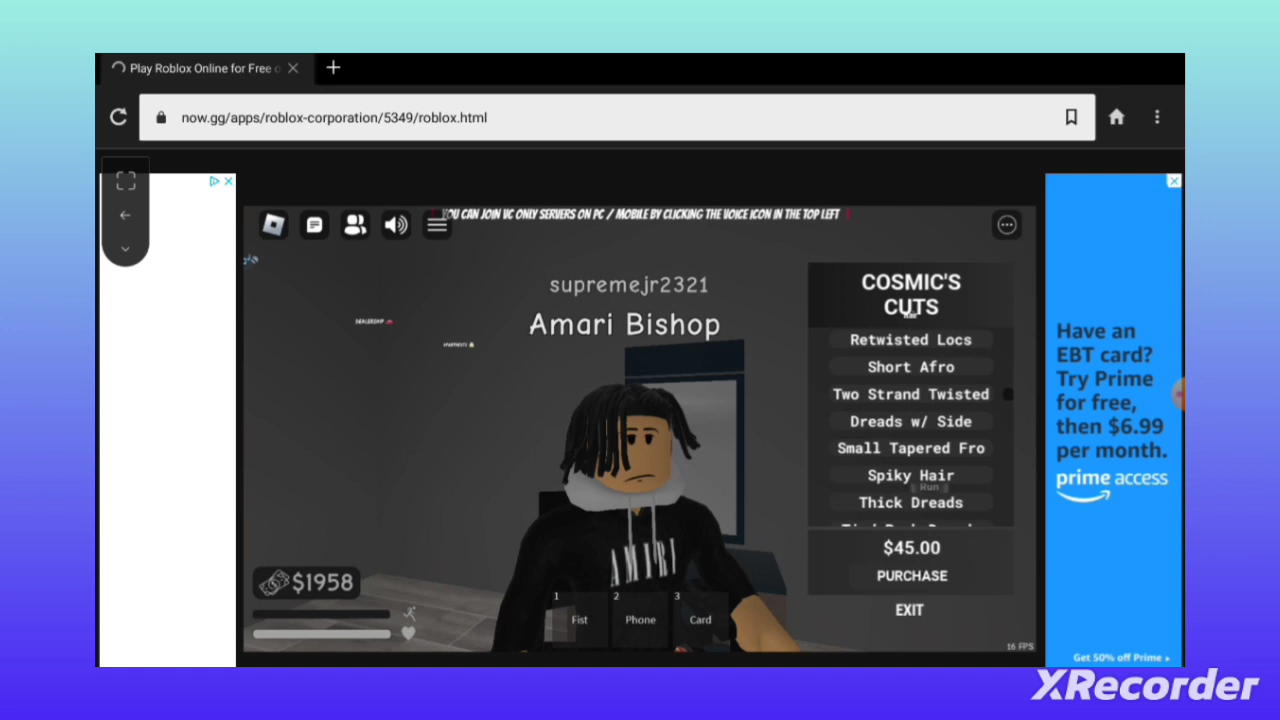 Play Roblox Online for Free o
now.gg/apps/roblox-corporation/5349/roblox.html
YOU CAN JOIN VC ONLY SERVERS ON PC / MOBILE BY CLICKING THE VOICE ICON IN THE TOP LEFT
supremejr2321
Amari Bishop
DEALERSHIP
APARTMENTS
COSMIC'S
CUTS
Retwisted Locs
Short Afro
Two Strand Twisted
Dreads w/ Side
Small Tapered Fro
Spiky Hair
Run
Thick Dreads
$45.00
PURCHASE
EXIT
AMIRI
$1958
1
Fist
2
Phone
3
Card
16 FPS
Have an
EBT card?
Try Prime
for free,
then $6.99
per month.
prime access
Get 50% off Prime ▸
XRecorder